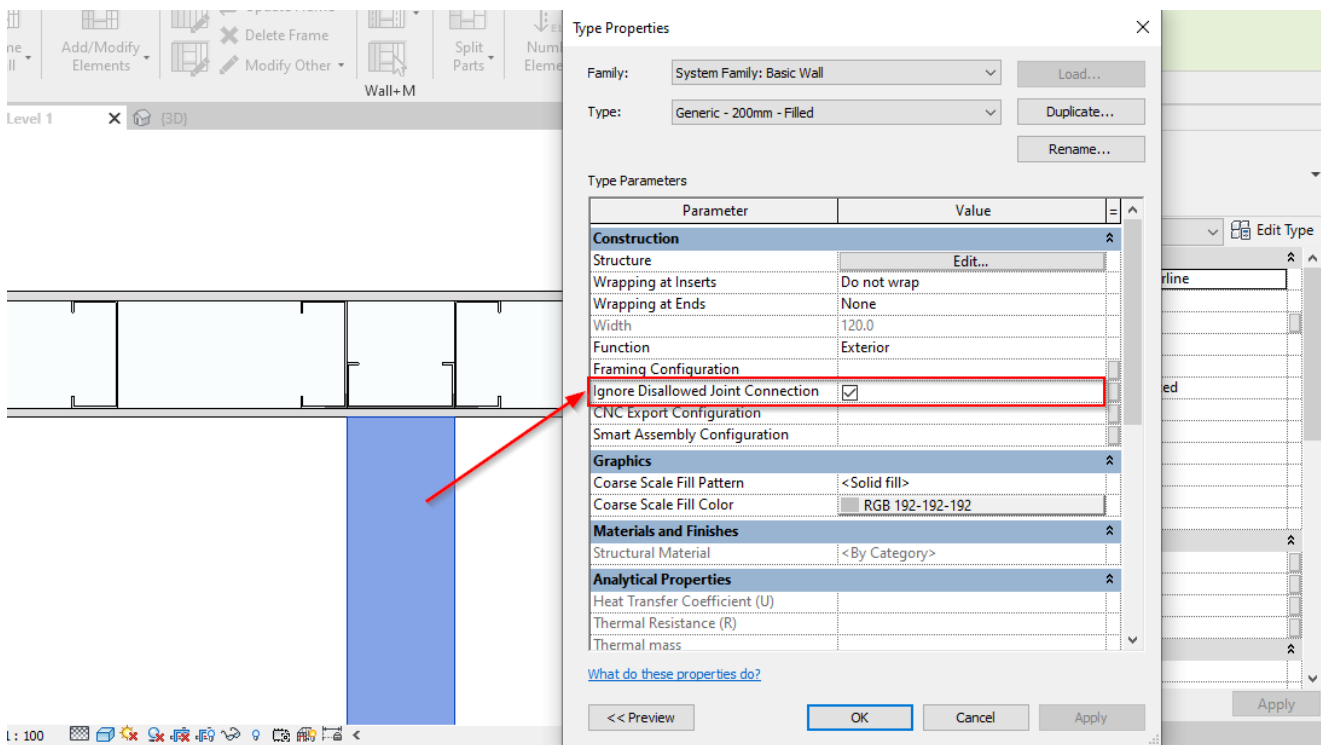 Update Frame
Delete Frame
Modify Other
Add/Modify
Elements
Split
Parts
Wall+M
Level 1
{3D}
Type Properties
Family: System Family: Basic Wall Load...
Type: Generic - 200mm - Filled Duplicate...
Rename...
Type Parameters
Parameter Value =
Construction
Structure Edit...
Wrapping at Inserts Do not wrap
Wrapping at Ends None
Width 120.0
Function Exterior
Framing Configuration
Ignore Disallowed Joint Connection
CNC Export Configuration
Smart Assembly Configuration
Graphics
Coarse Scale Fill Pattern <Solid fill>
Coarse Scale Fill Color RGB 192-192-192
Materials and Finishes
Structural Material <By Category>
Analytical Properties
Heat Transfer Coefficient (U)
Thermal Resistance (R)
Thermal mass
What do these properties do?
<< Preview OK Cancel Apply
Edit Type
Apply
1 : 100